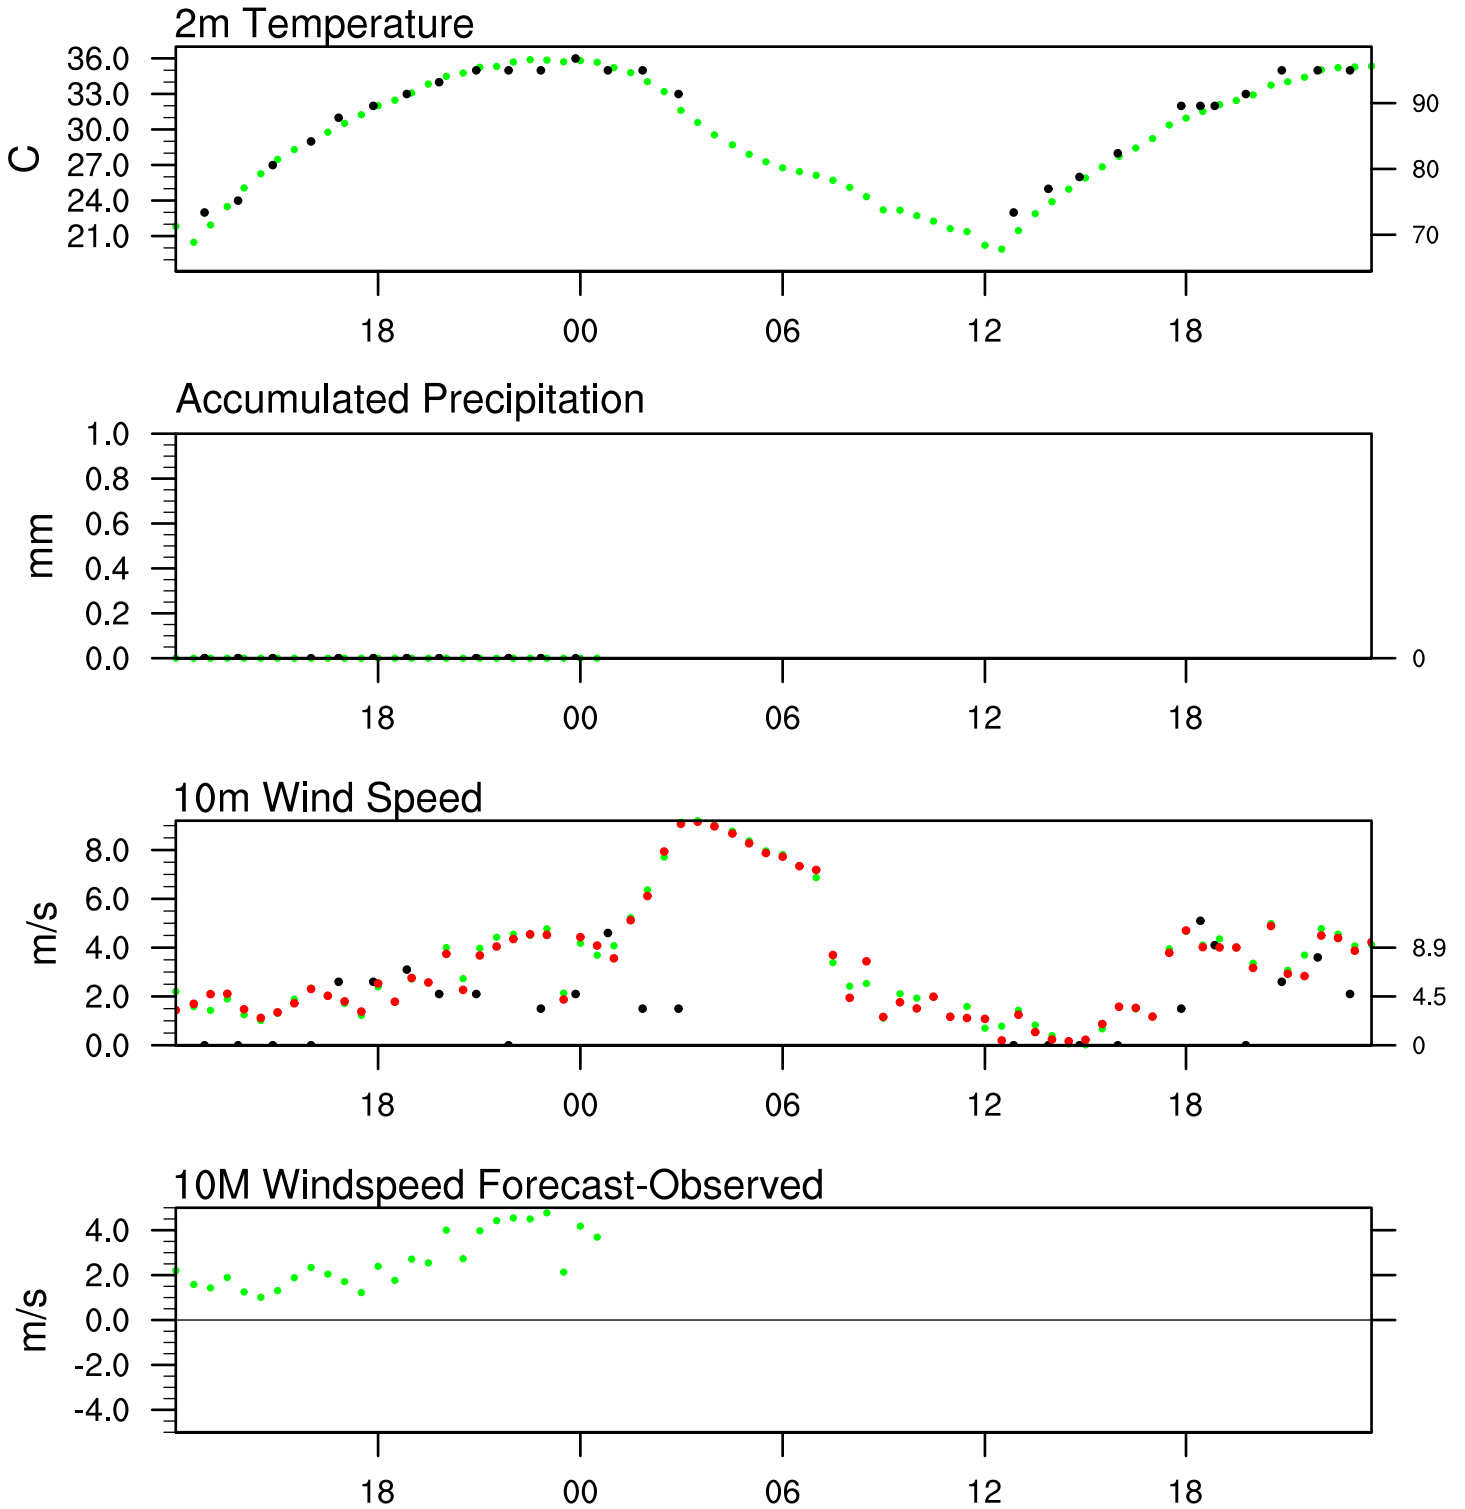 2m Temperature
36.0
33.0
30.0
27.0
24.0
21.0
C
90
80
70
18 00 06 12 18
Accumulated Precipitation
1.0
0.8
0.6
0.4
0.2
0.0
mm
0
18 00 06 12 18
10m Wind Speed
8.0
6.0
4.0
2.0
0.0
m/s
8.9
4.5
0
18 00 06 12 18
10M Windspeed Forecast-Observed
4.0
2.0
0.0
-2.0
-4.0
m/s
18 00 06 12 18